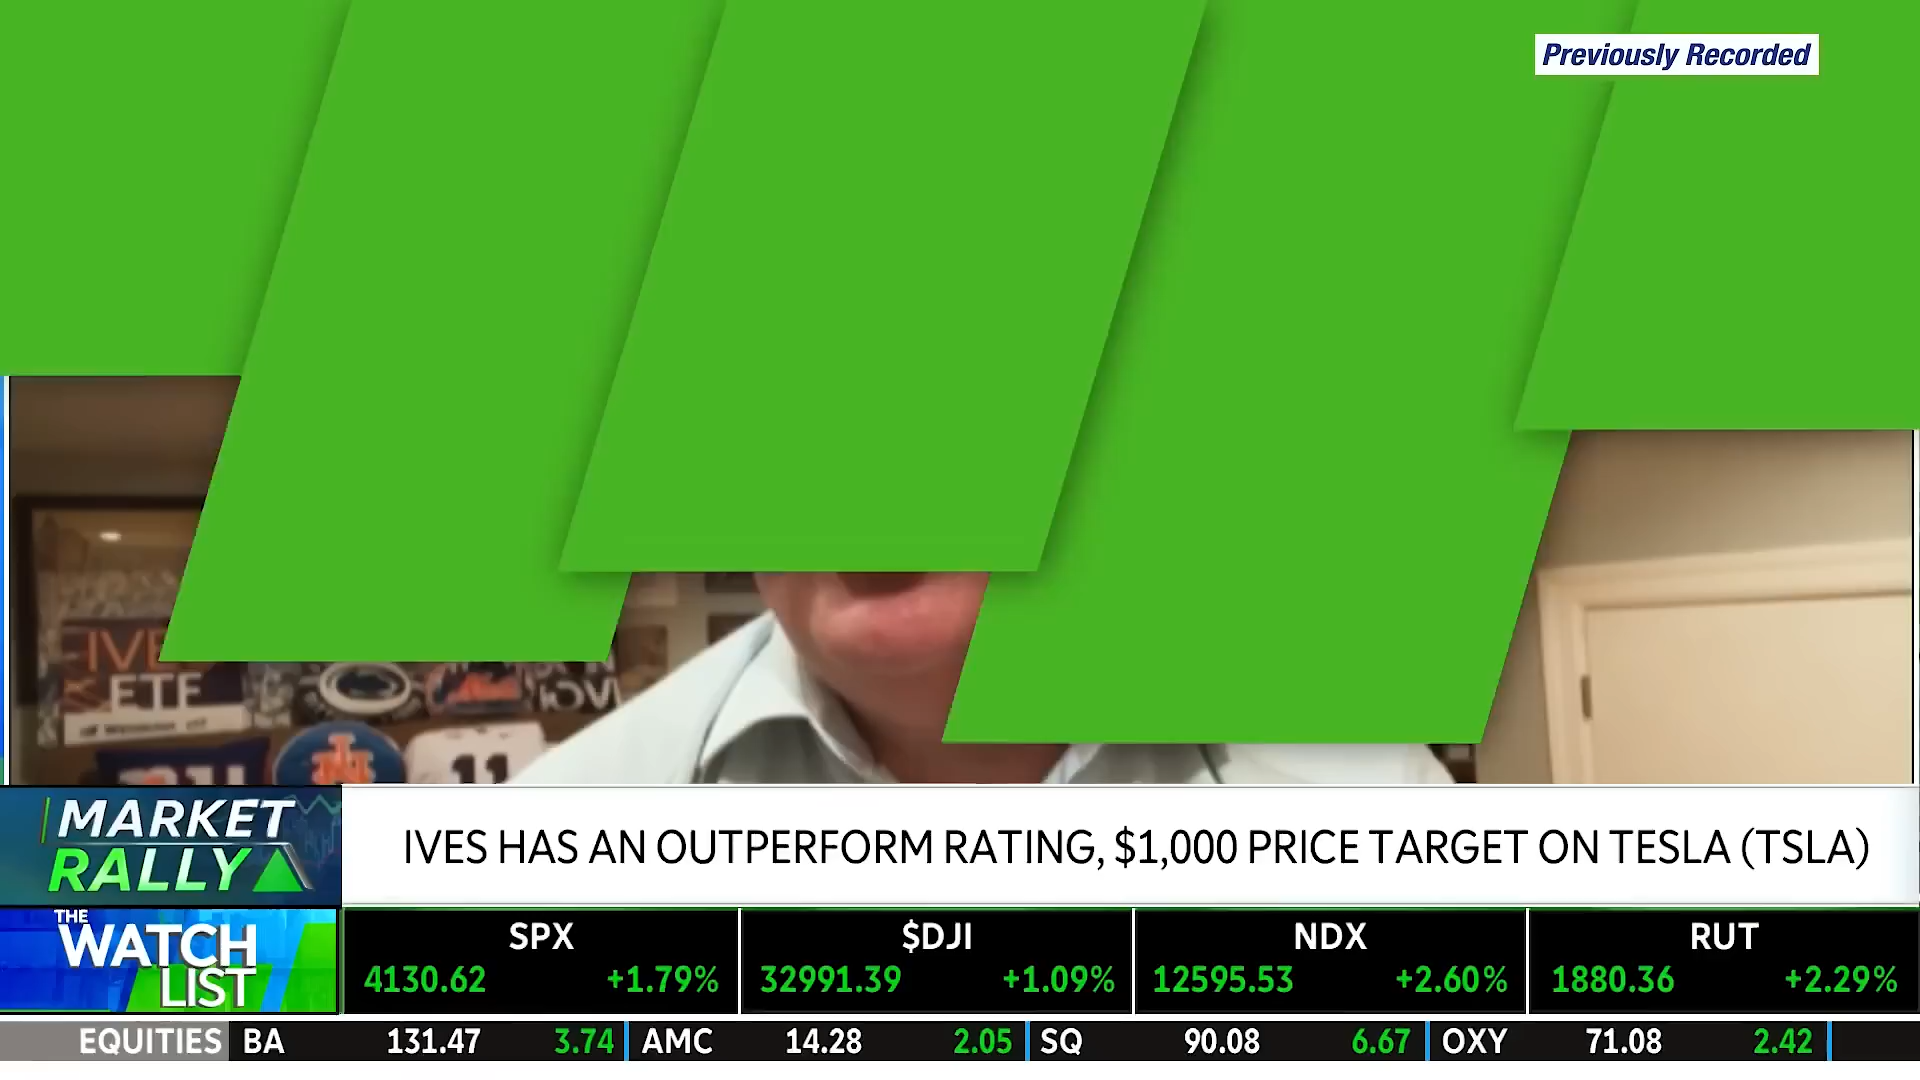 Previously Recorded
IVE
ETE
11
MARKET
RALLY
IVES HAS AN OUTPERFORM RATING, $1,000 PRICE TARGET ON TESLA (TSLA)
THE
WATCH
LIST
SPX
4130.62 +1.79%
$DJI
32991.39 +1.09%
NDX
12595.53 +2.60%
RUT
1880.36 +2.29%
EQUITIES BA 131.47 3.74 AMC 14.28 2.05 SQ 90.08 6.67 OXY 71.08 2.42